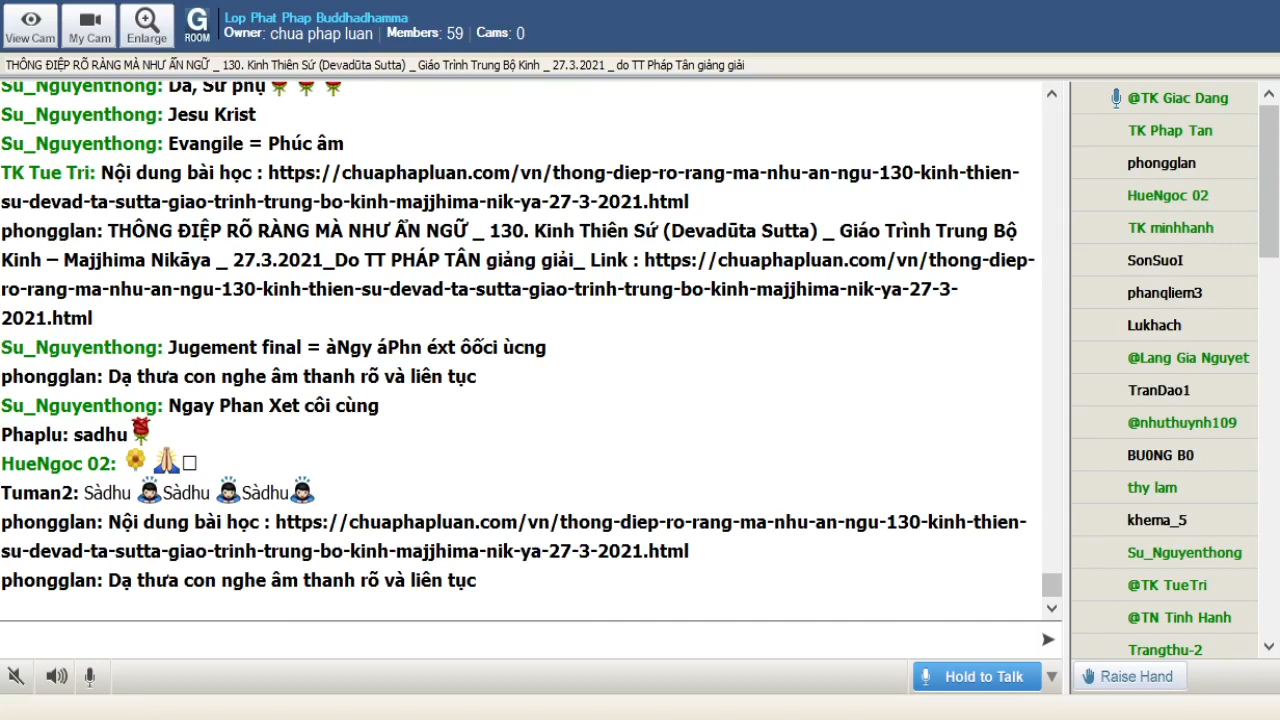 View Cam
My Cam
Enlarge
G
ROOM
Lop Phat Phap Buddhadhamma
Owner: chua phap luan | Members: 59 | Cams: 0
THÔNG ĐIỆP RÕ RÀNG MÀ NHƯ ẨN NGỮ _ 130. Kinh Thiên Sứ (Devadūta Sutta) _ Giáo Trình Trung Bộ Kinh _ 27.3.2021 _ do TT Pháp Tân giảng giải
Su_Nguyenthong: Dạ, Sư phụ
Su_Nguyenthong: Jesu Krist
Su_Nguyenthong: Evangile = Phúc âm
TK Tue Tri: Nội dung bài học : https://chuaphapluan.com/vn/thong-diep-ro-rang-ma-nhu-an-ngu-130-kinh-thien-
su-devad-ta-sutta-giao-trinh-trung-bo-kinh-majjhima-nik-ya-27-3-2021.html
phongglan: THÔNG ĐIỆP RÕ RÀNG MÀ NHƯ ẨN NGỮ _ 130. Kinh Thiên Sứ (Devadūta Sutta) _ Giáo Trình Trung Bộ
Kinh – Majjhima Nikāya _ 27.3.2021_Do TT PHÁP TÂN giảng giải_ Link : https://chuaphapluan.com/vn/thong-diep-
ro-rang-ma-nhu-an-ngu-130-kinh-thien-su-devad-ta-sutta-giao-trinh-trung-bo-kinh-majjhima-nik-ya-27-3-
2021.html
Su_Nguyenthong: Jugement final = àNgy áPhn éxt ôốci ùcng
phongglan: Dạ thưa con nghe âm thanh rõ và liên tục
Su_Nguyenthong: Ngay Phan Xet côi cùng
Phaplu: sadhu
HueNgoc 02:
Tuman2: Sàdhu Sàdhu Sàdhu
phongglan: Nội dung bài học : https://chuaphapluan.com/vn/thong-diep-ro-rang-ma-nhu-an-ngu-130-kinh-thien-
su-devad-ta-sutta-giao-trinh-trung-bo-kinh-majjhima-nik-ya-27-3-2021.html
phongglan: Dạ thưa con nghe âm thanh rõ và liên tục
@TK Giac Dang
TK Phap Tan
phongglan
HueNgoc 02
TK minhhanh
SonSuoI
phanqliem3
Lukhach
@Lang Gia Nguyet
TranDao1
@nhuthuynh109
BU0NG B0
thy lam
khema_5
Su_Nguyenthong
@TK TueTri
@TN Tinh Hanh
Trangthu-2
Hold to Talk
Raise Hand